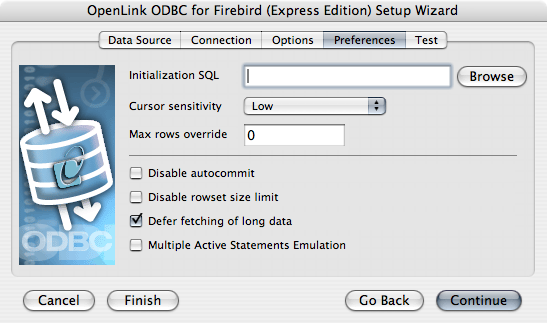 OpenLink ODBC for Firebird (Express Edition) Setup Wizard
Data Source Connection Options Preferences Test
Initialization SQL Browse
Cursor sensitivity Low
Max rows override 0
Disable autocommit
Disable rowset size limit
Defer fetching of long data
Multiple Active Statements Emulation
ODBC
Cancel Finish Go Back Continue